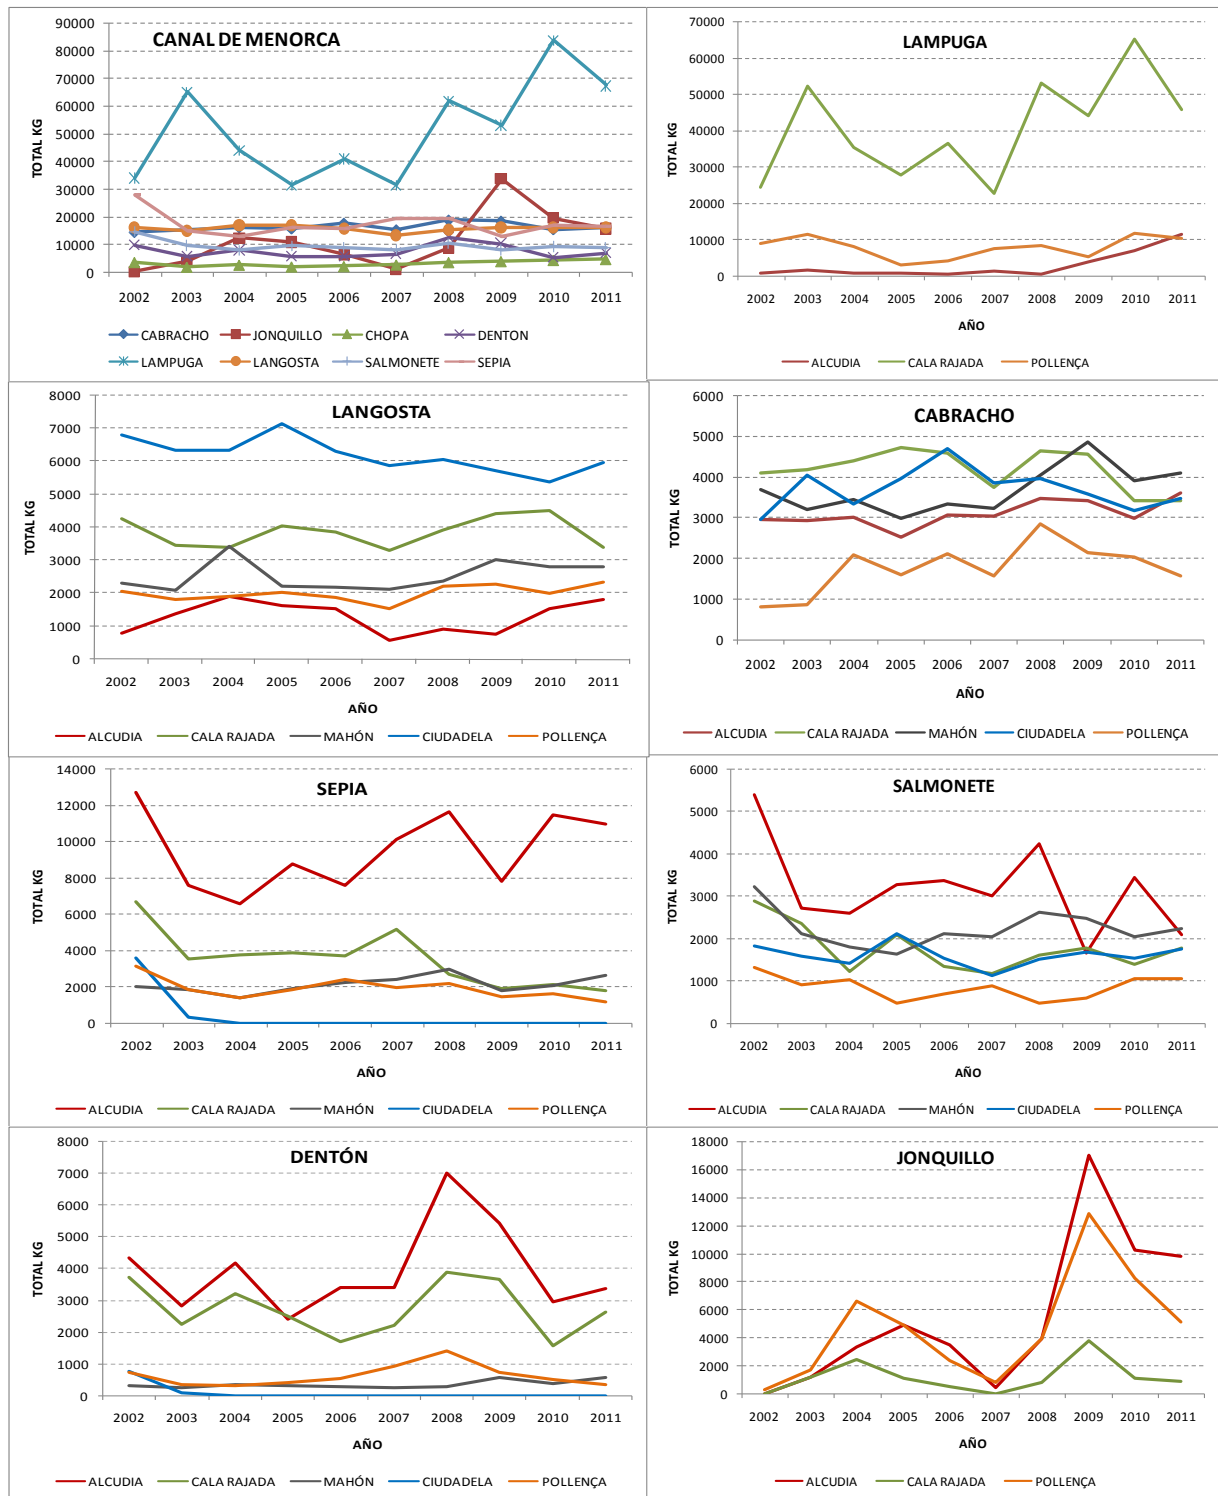 CANAL DE MENORCA
TOTAL KG
90000
80000
70000
60000
50000
40000
30000
20000
10000
0
2002 2003 2004 2005 2006 2007 2008 2009 2010 2011
CABRACHO JONQUILLO CHOPA DENTON
LAMPUGA LANGOSTA SALMONETE SEPIA
LAMPUGA
TOTAL KG
70000
60000
50000
40000
30000
20000
10000
0
2002 2003 2004 2005 2006 2007 2008 2009 2010 2011
AÑO
ALCUDIA CALA RAJADA POLLENÇA
LANGOSTA
TOTAL KG
8000
7000
6000
5000
4000
3000
2000
1000
0
2002 2003 2004 2005 2006 2007 2008 2009 2010 2011
AÑO
ALCUDIA CALA RAJADA MAHÓN CIUDADELA POLLENÇA
CABRACHO
TOTAL KG
6000
5000
4000
3000
2000
1000
0
2002 2003 2004 2005 2006 2007 2008 2009 2010 2011
AÑO
ALCUDIA CALA RAJADA MAHÓN CIUDADELA POLLENÇA
SEPIA
TOTAL KG
14000
12000
10000
8000
6000
4000
2000
0
2002 2003 2004 2005 2006 2007 2008 2009 2010 2011
AÑO
ALCUDIA CALA RAJADA MAHÓN CIUDADELA POLLENÇA
SALMONETE
TOTAL KG
6000
5000
4000
3000
2000
1000
0
2002 2003 2004 2005 2006 2007 2008 2009 2010 2011
AÑO
ALCUDIA CALA RAJADA MAHÓN CIUDADELA POLLENÇA
DENTÓN
TOTAL KG
8000
7000
6000
5000
4000
3000
2000
1000
0
2002 2003 2004 2005 2006 2007 2008 2009 2010 2011
AÑO
ALCUDIA CALA RAJADA MAHÓN CIUDADELA POLLENÇA
JONQUILLO
TOTAL KG
18000
16000
14000
12000
10000
8000
6000
4000
2000
0
2002 2003 2004 2005 2006 2007 2008 2009 2010 2011
AÑO
ALCUDIA CALA RAJADA POLLENÇA